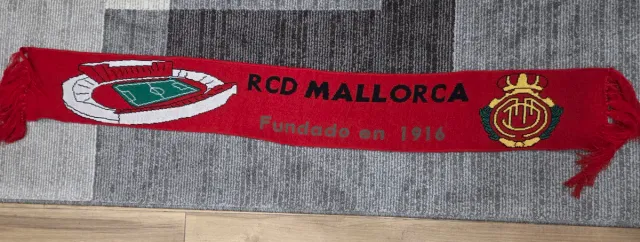 RCD MALLORCA
Fundado en 1916